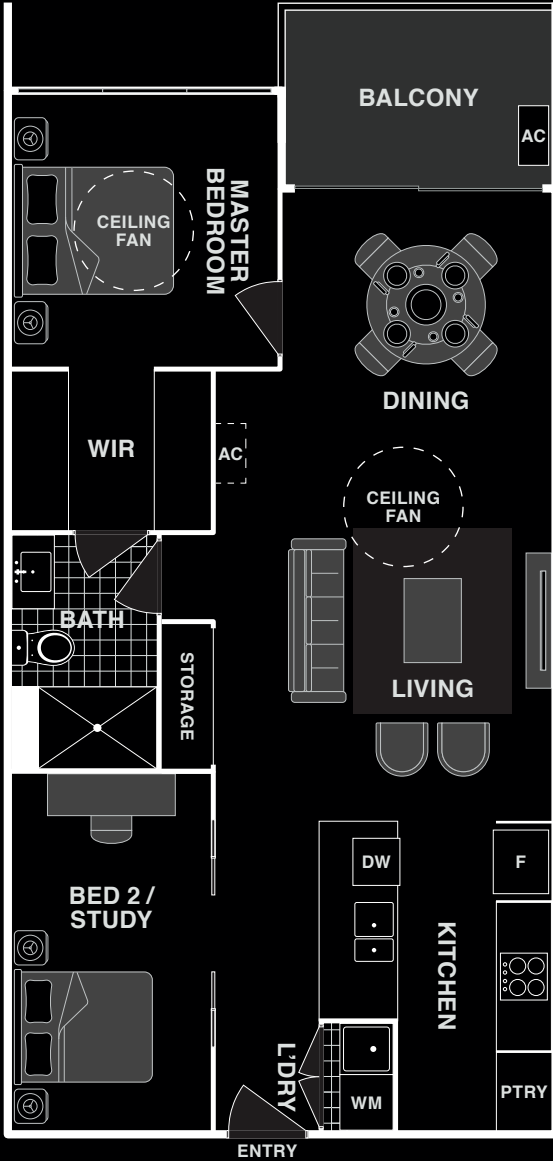 BALCONY
AC
MASTER
BEDROOM
CEILING
FAN
DINING
WIR
AC
CEILING
FAN
BATH
STORAGE
LIVING
DW
F
BED 2 /
STUDY
KITCHEN
L'DRY
WM
PTRY
ENTRY